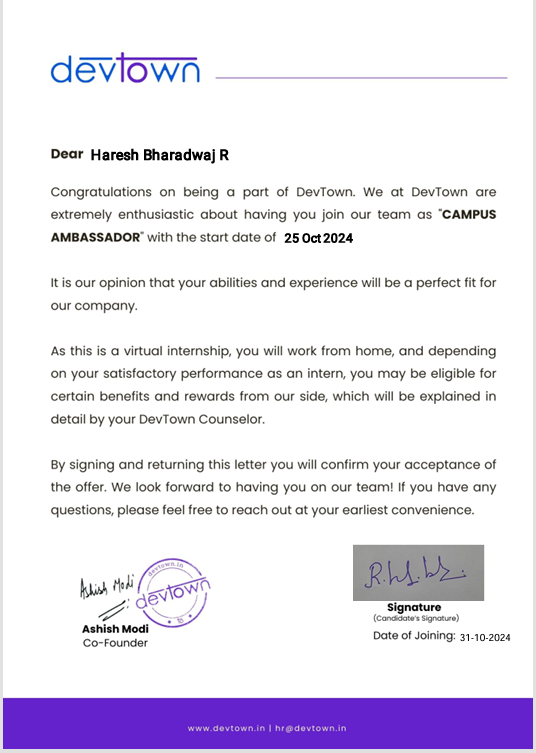 devtown
Dear Haresh Bharadwaj R
Congratulations on being a part of DevTown. We at DevTown are
extremely enthusiastic about having you join our team as "CAMPUS
AMBASSADOR" with the start date of 25 Oct 2024
It is our opinion that your abilities and experience will be a perfect fit for
our company.
As this is a virtual internship, you will work from home, and depending
on your satisfactory performance as an intern, you may be eligible for
certain benefits and rewards from our side, which will be explained in
detail by your DevTown Counselor.
By signing and returning this letter you will confirm your acceptance of
the offer. We look forward to having you on our team! If you have any
questions, please feel free to reach out at your earliest convenience.
Ashish Modi
devtown.in
devtown
Ashish Modi
Co-Founder
Signature
(Candidate's Signature)
Date of Joining: 31-10-2024
www.devtown.in | hr@devtown.in